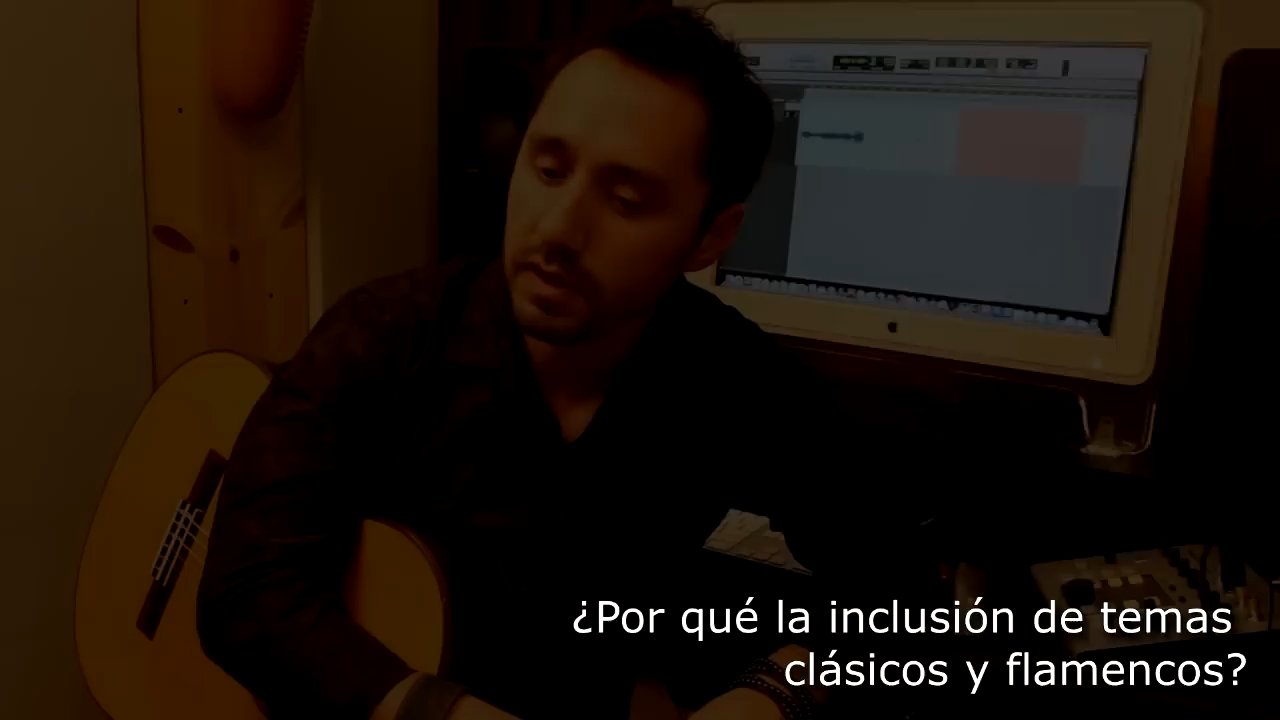 ¿Por qué la inclusión de temas
clásicos y flamencos?